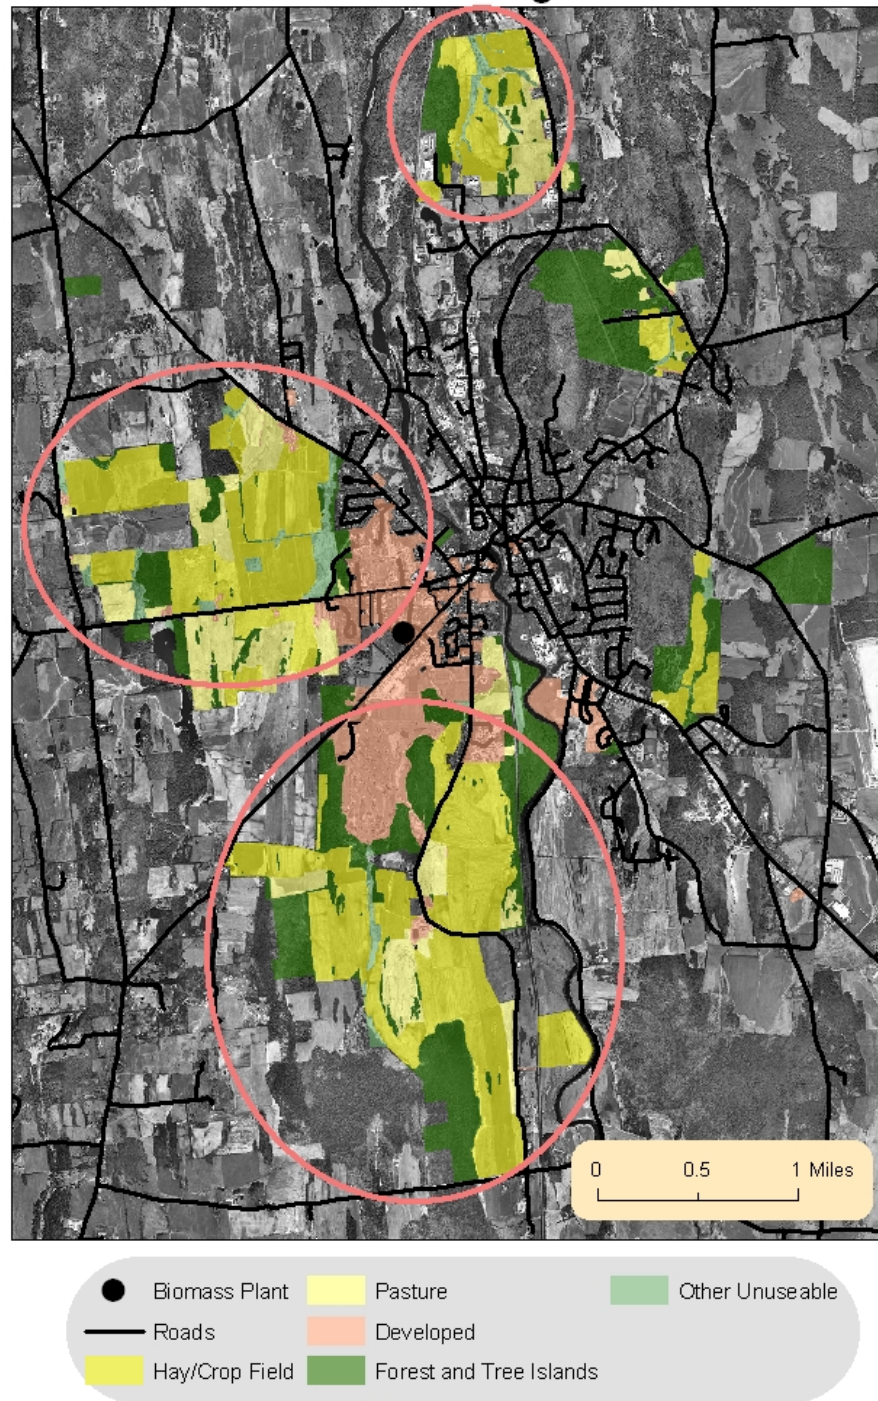 0 0.5 1 Miles
Biomass Plant Pasture Other Unuseable
Roads Developed
Hay/Crop Field Forest and Tree Islands